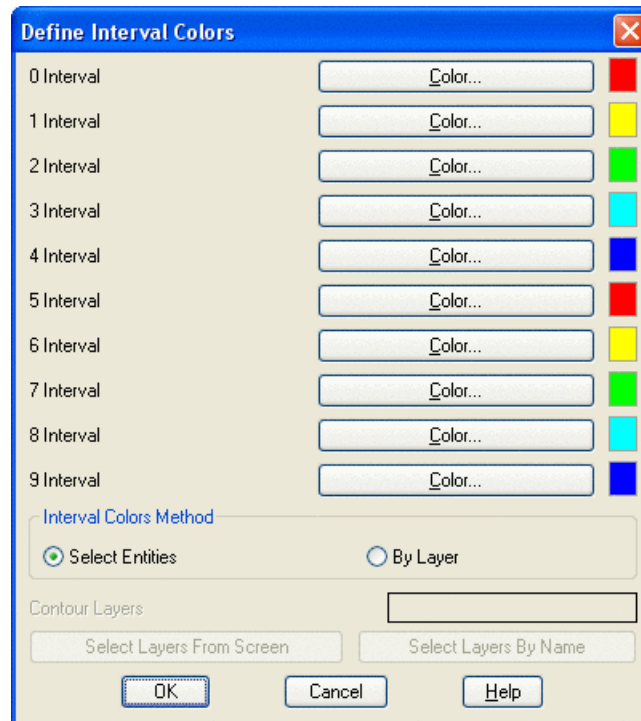 Define Interval Colors
0 Interval Color...
1 Interval Color...
2 Interval Color...
3 Interval Color...
4 Interval Color...
5 Interval Color...
6 Interval Color...
7 Interval Color...
8 Interval Color...
9 Interval Color...
Interval Colors Method
Select Entities By Layer
Contour Layers
Select Layers From Screen Select Layers By Name
OK Cancel Help